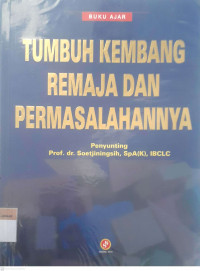 BUKU AJAR
TUMBUH KEMBANG
REMAJA DAN
PERMASALAHANNYA
Penyunting
Prof. dr. Soetjiningsih, SpA(K), IBCLC